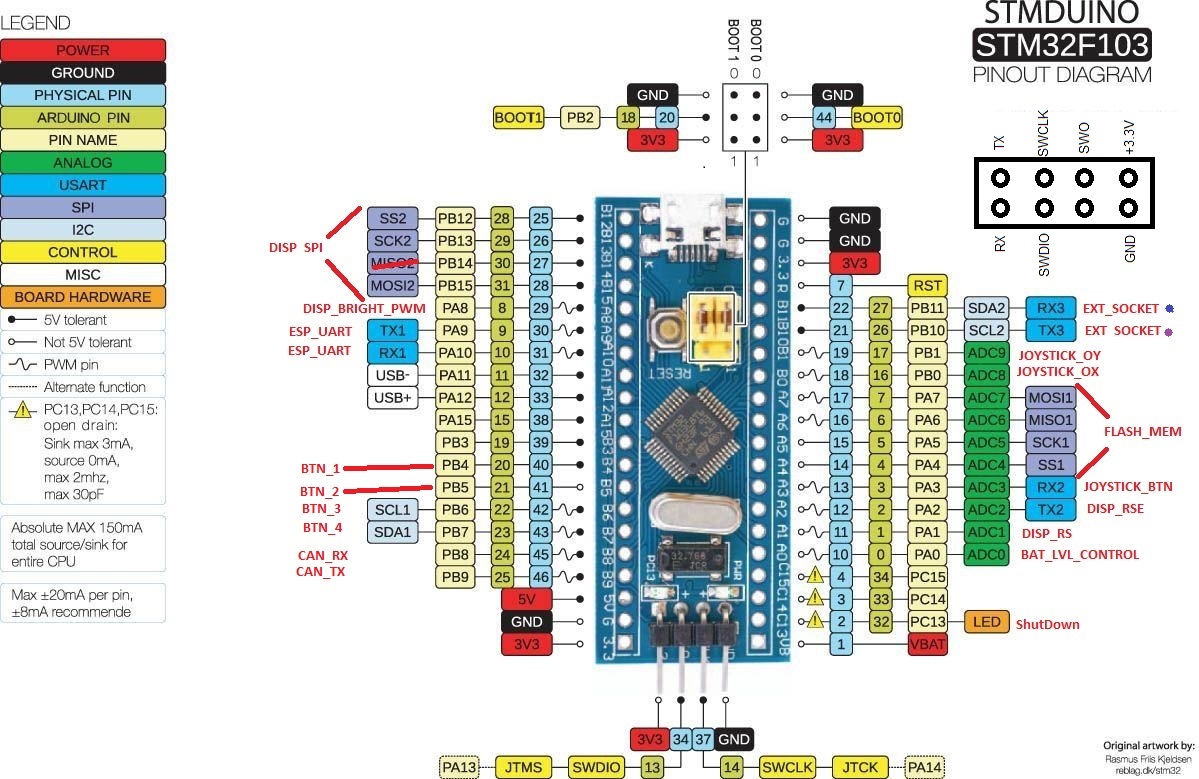 LEGEND
POWER
GROUND
PHYSICAL PIN
ARDUINO PIN
PIN NAME
ANALOG
USART
SPI
I2C
CONTROL
MISC
BOARD HARDWARE
5V tolerant
Not 5V tolerant
PWM pin
Alternate function
PC13,PC14,PC15:
open drain:
Sink max 3mA,
source 0mA,
max 2mhz,
max 30pF
Absolute MAX 150mA
total source/sink for
entire CPU
Max ±20mA per pin,
±8mA recommende
STMDUINO
STM32F103
PINOUT DIAGRAM
TX SWCLK SWO +3.3V
RX SWDIO GND
BOOT 1 BOOT 0
GND GND
BOOT1 PB2 18 20 44 BOOT0
3V3 3V3
1 1
DISP SPI
SS2 PB12 28 25
SCK2 PB13 29 26
MISO2 PB14 30 27
MOSI2 PB15 31 28
DISP_BRIGHT_PWM PA8 8 29
ESP_UART TX1 PA9 9 30
ESP_UART RX1 PA10 10 31
USB- PA11 11 32
USB+ PA12 12 33
PA15 15 38
PB3 19 39
BTN_1 PB4 20 40
BTN_2 PB5 21 41
BTN_3 SCL1 PB6 22 42
BTN_4 SDA1 PB7 23 43
CAN_RX PB8 24 45
CAN_TX PB9 25 46
5V
GND
3V3
B12 B13 B14 B15 A8 A9 A10 A11 A12 A15 B3 B4 B5 B6 B7 B8 B9 5V G 3.3
RESET
32.768
JCR
PC13 PWR
G G 3.3 R B11 B10 B1 B0 A7 A6 A5 A4 A3 A2 A1 A0 C15 C14 C13 VB
GND
GND
3V3
7 RST
22 27 PB11 SDA2 RX3 EXT_SOCKET
21 26 PB10 SCL2 TX3 EXT SOCKET
19 17 PB1 ADC9 JOYSTICK_OY
18 16 PB0 ADC8 JOYSTICK_OX
17 7 PA7 ADC7 MOSI1
16 6 PA6 ADC6 MISO1
FLASH_MEM
15 5 PA5 ADC5 SCK1
14 4 PA4 ADC4 SS1
13 3 PA3 ADC3 RX2 JOYSTICK_BTN
12 2 PA2 ADC2 TX2 DISP_RSE
11 1 PA1 ADC1 DISP_RS
10 0 PA0 ADC0 BAT_LVL_CONTROL
4 34 PC15
3 33 PC14
2 32 PC13 LED ShutDown
1 VBAT
3V3 34 37 GND
PA13 JTMS SWDIO 13 14 SWCLK JTCK PA14
Original artwork by:
Rasmus Friis Kjeldsen
reblag.dk/stm32